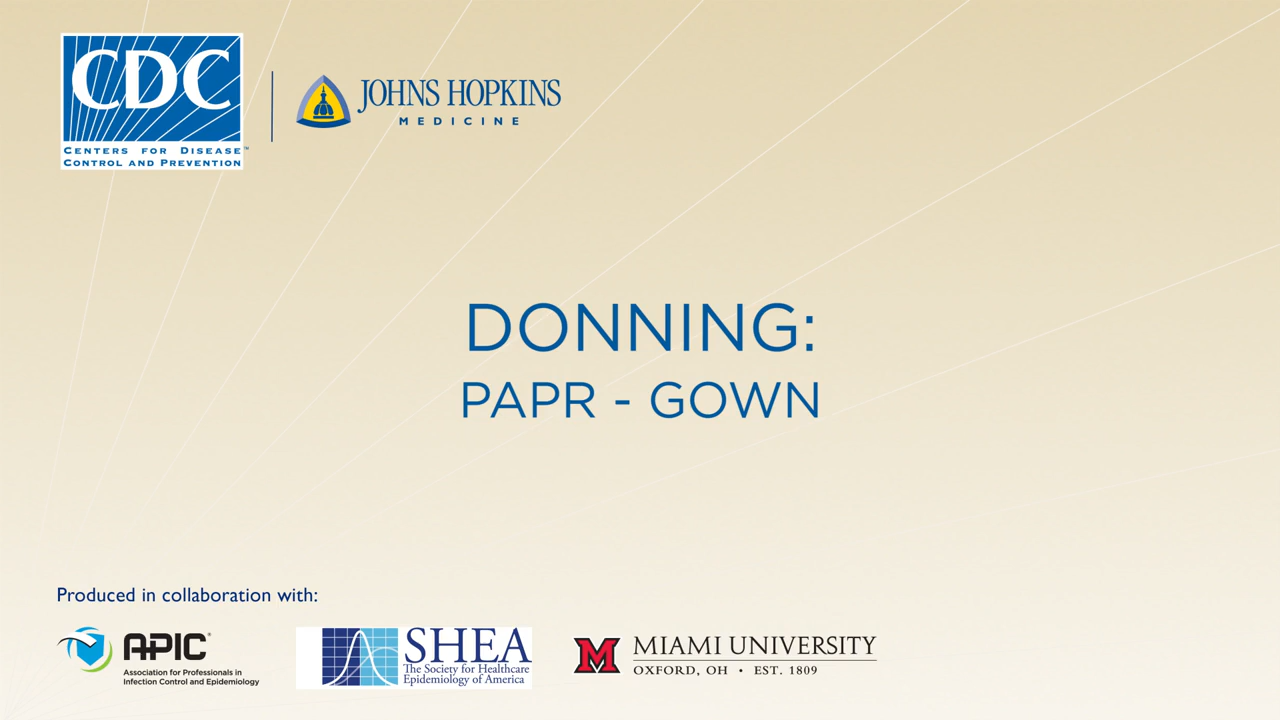 CDC
CENTERS FOR DISEASE™
CONTROL AND PREVENTION
JOHNS HOPKINS
MEDICINE
DONNING:
PAPR - GOWN
Produced in collaboration with:
APIC®
Association for Professionals in
Infection Control and Epidemiology
SHEA
The Society for Healthcare
Epidemiology of America
M
MIAMI UNIVERSITY
OXFORD, OH • EST. 1809